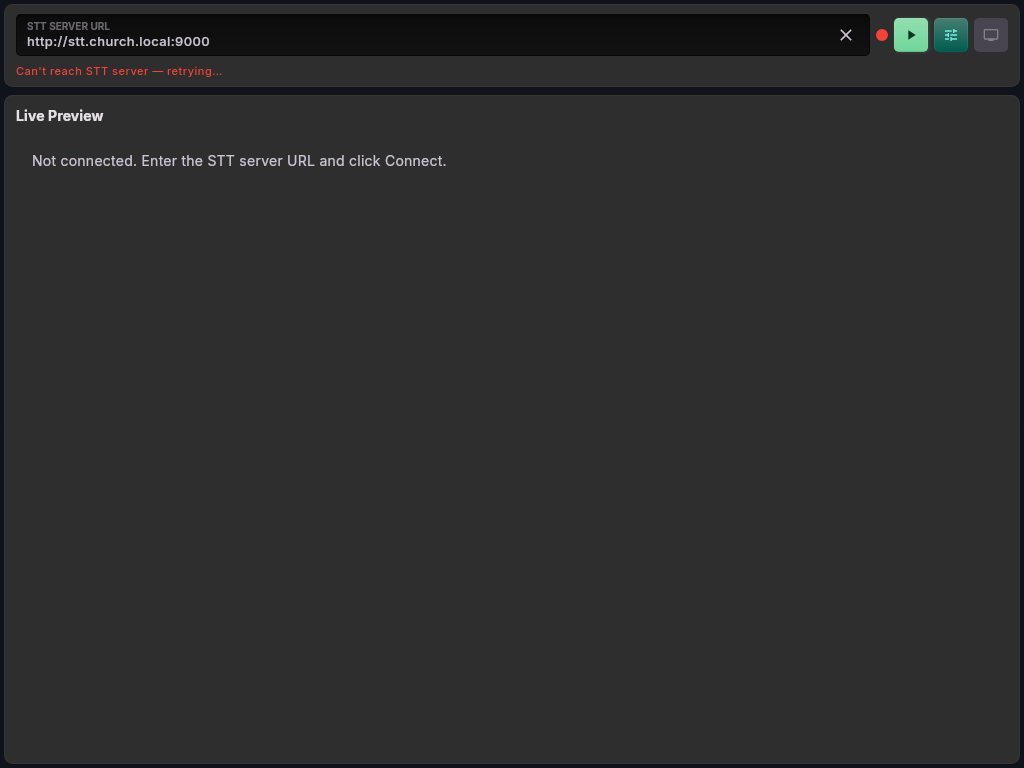 STT SERVER URL
http://stt.church.local:9000
Can't reach STT server — retrying...
Live Preview
Not connected. Enter the STT server URL and click Connect.